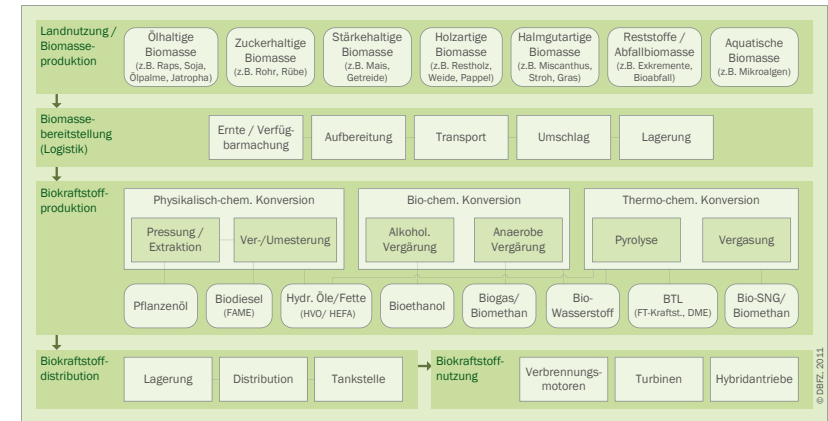 Landnutzung /
Biomasse-
produktion
Ölhaltige
Biomasse
(z.B. Raps, Soja,
Ölpalme, Jatropha)
Zuckerhaltige
Biomasse
(z.B. Rohr, Rübe)
Stärkehaltige
Biomasse
(z.B. Mais,
Getreide)
Holzartige
Biomasse
(z.B. Restholz,
Weide, Pappel)
Halmgutartige
Biomasse
(z.B. Miscanthus,
Stroh, Gras)
Reststoffe /
Abfallbiomasse
(z.B. Exkremente,
Bioabfall)
Aquatische
Biomasse
(z.B. Mikroalgen)
Biomasse-
bereitstellung
(Logistik)
Ernte / Verfüg-
barmachung
Aufbereitung
Transport
Umschlag
Lagerung
Biokraftstoff-
produktion
Physikalisch-chem. Konversion
Pressung /
Extraktion
Ver-/Umesterung
Bio-chem. Konversion
Alkohol.
Vergärung
Anaerobe
Vergärung
Thermo-chem. Konversion
Pyrolyse
Vergasung
Pflanzenöl
Biodiesel
(FAME)
Hydr. Öle/Fette
(HVO/ HEFA)
Bioethanol
Biogas/
Biomethan
Bio-
Wasserstoff
BTL
(FT-Kraftst., DME)
Bio-SNG/
Biomethan
Biokraftstoff-
distribution
Lagerung
Distribution
Tankstelle
Biokraftstoff-
nutzung
Verbrennungs-
motoren
Turbinen
Hybridantriebe
© DBFZ, 2011